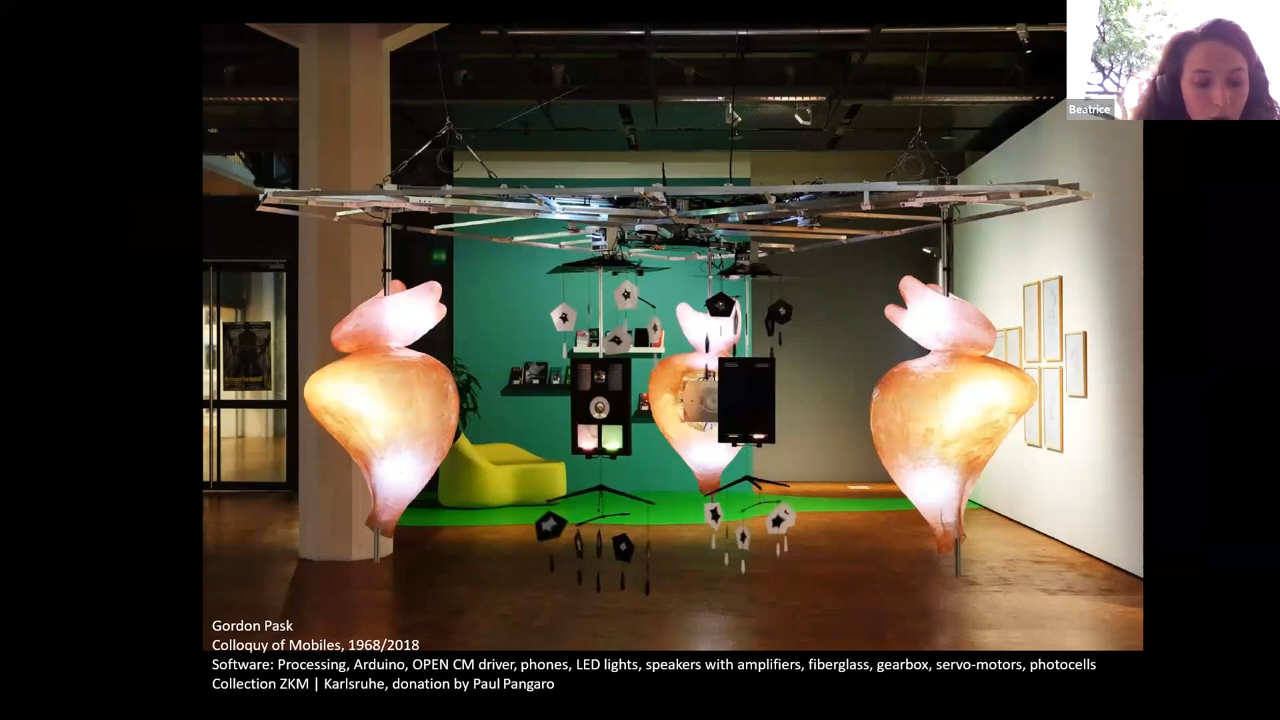 Beatrice
Gordon Pask
Colloquy of Mobiles, 1968/2018
Software: Processing, Arduino, OPEN CM driver, phones, LED lights, speakers with amplifiers, fiberglass, gearbox, servo-motors, photocells
Collection ZKM | Karlsruhe, donation by Paul Pangaro